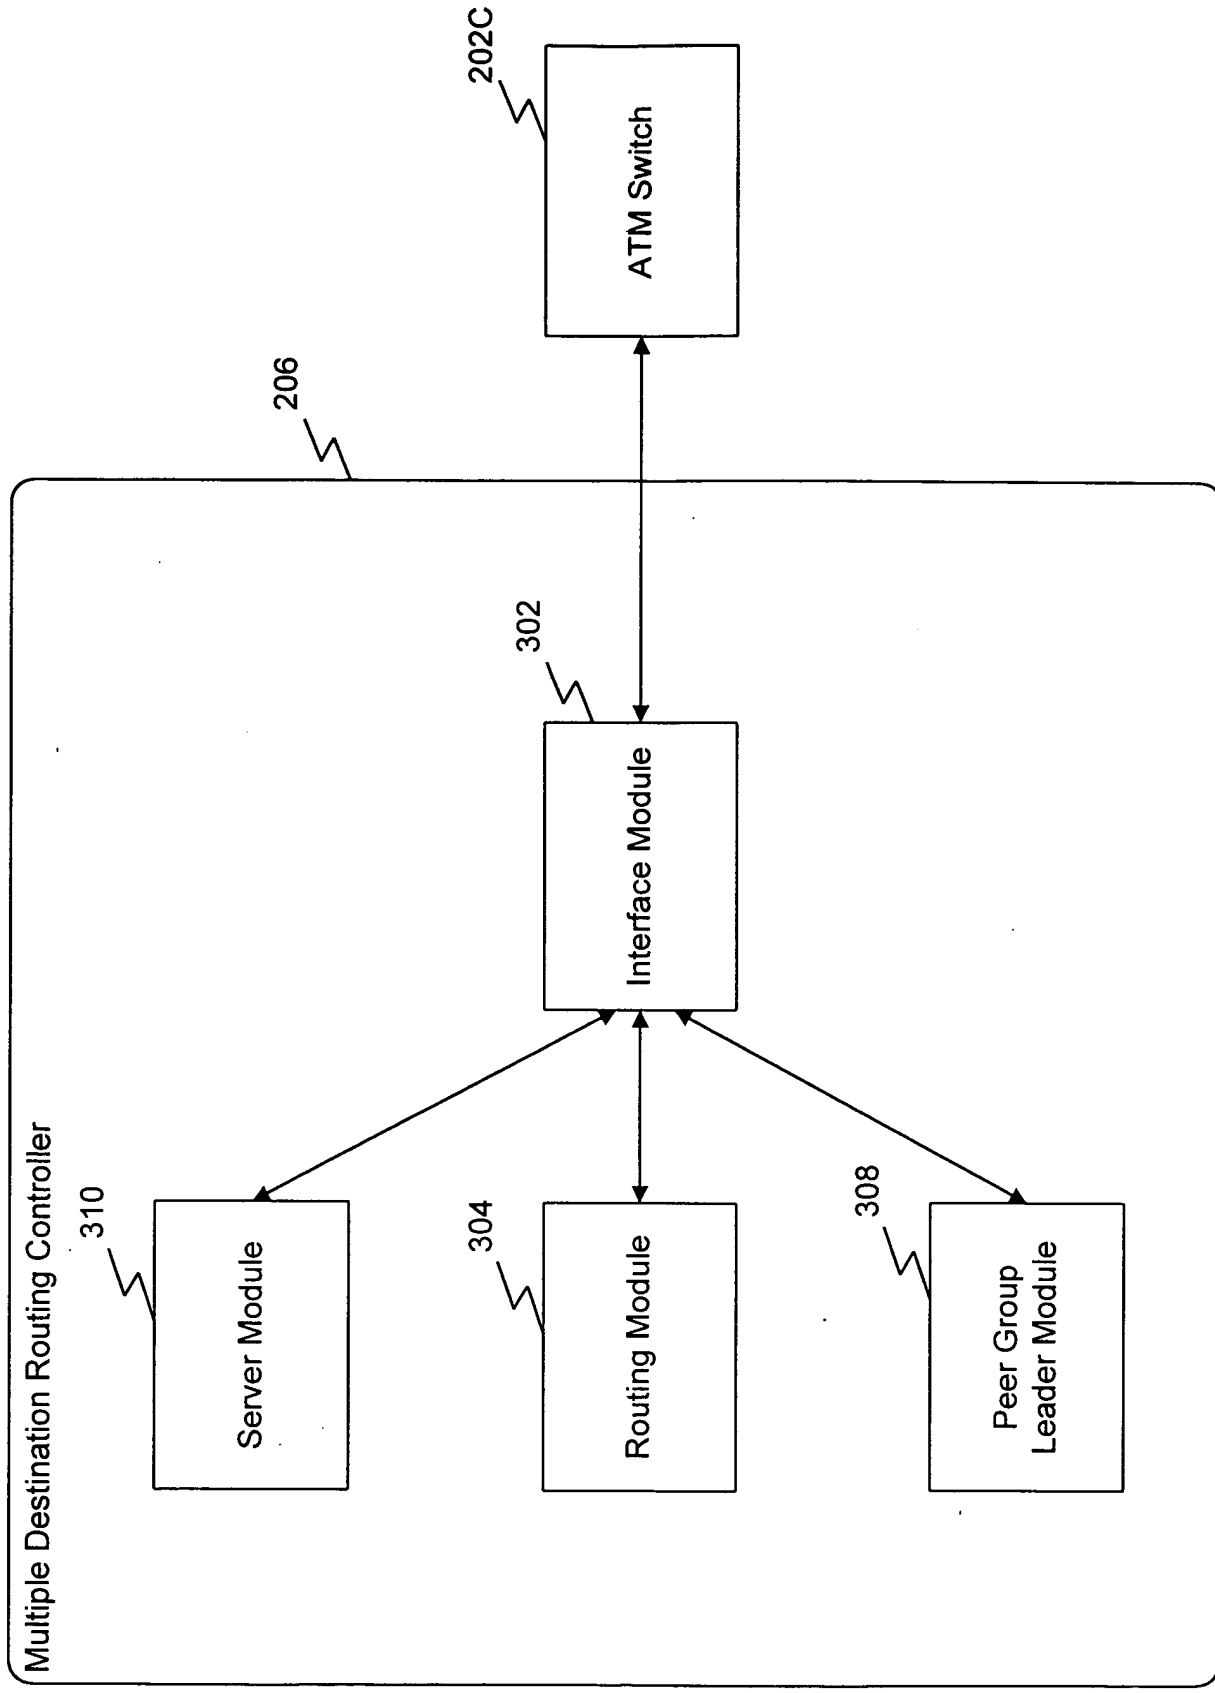 Multiple Destination Routing Controller
206
310
Server Module
304
Routing Module
308
Peer Group
Leader Module
302
Interface Module
202C
ATM Switch